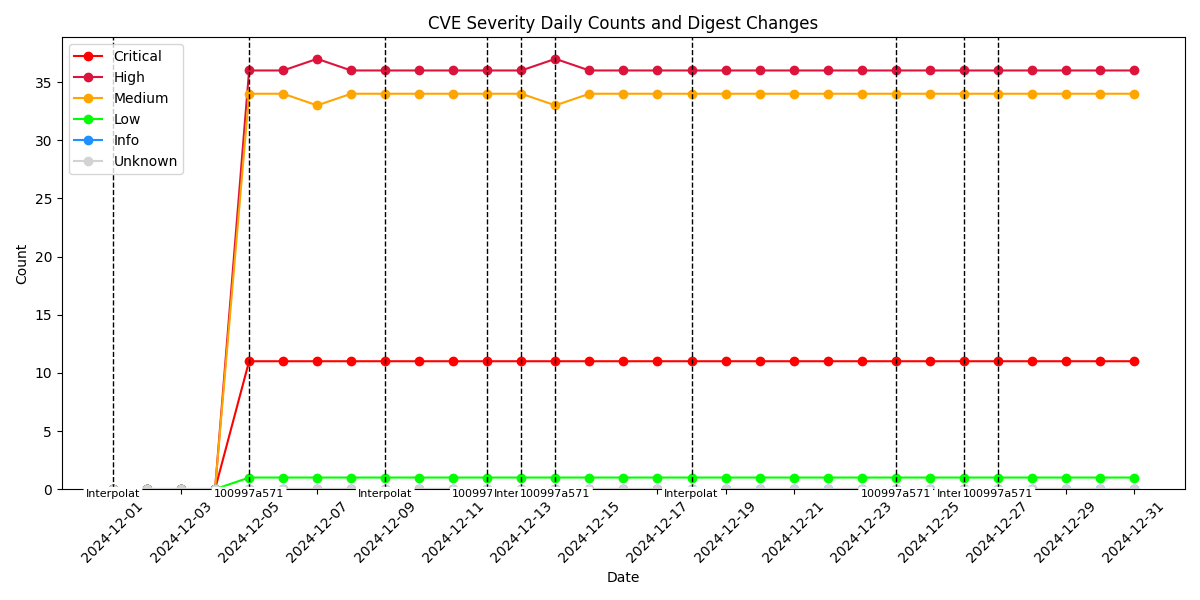 CVE Severity Daily Counts and Digest Changes
Critical
High
Medium
Low
Info
Unknown
Count
35
30
25
20
15
10
5
0
Interpolat
100997a571
Interpolat
100997
Inter
100997a571
Interpolat
100997a571
Inter
100997a571
2024-12-01
2024-12-03
2024-12-05
2024-12-07
2024-12-09
2024-12-11
2024-12-13
2024-12-15
2024-12-17
2024-12-19
2024-12-21
2024-12-23
2024-12-25
2024-12-27
2024-12-29
2024-12-31
Date